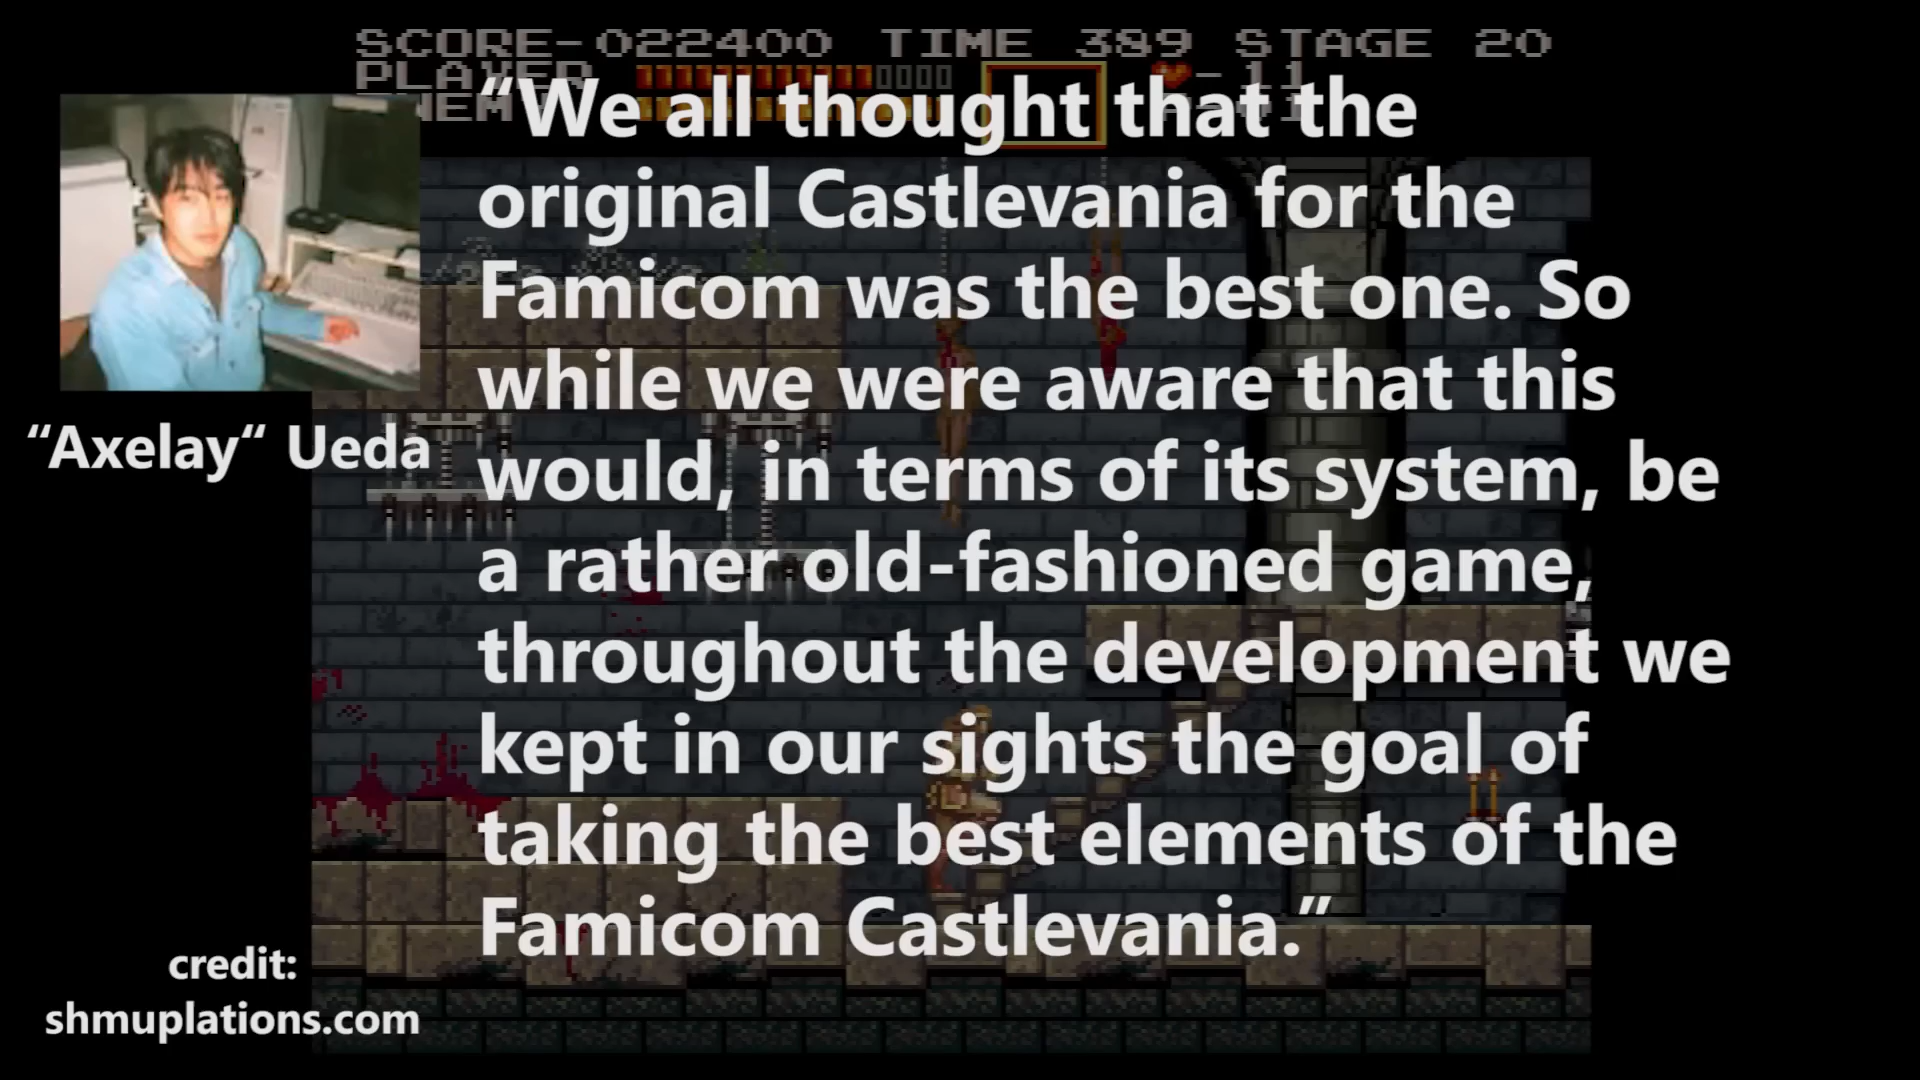 SCORE-022400 TIME 389 STAGE 20
PLAYER
-11
“We all thought that the
original Castlevania for the
Famicom was the best one. So
while we were aware that this
would, in terms of its system, be
a rather old-fashioned game,
throughout the development we
kept in our sights the goal of
taking the best elements of the
Famicom Castlevania.”
“Axelay“ Ueda
credit:
shmuplations.com